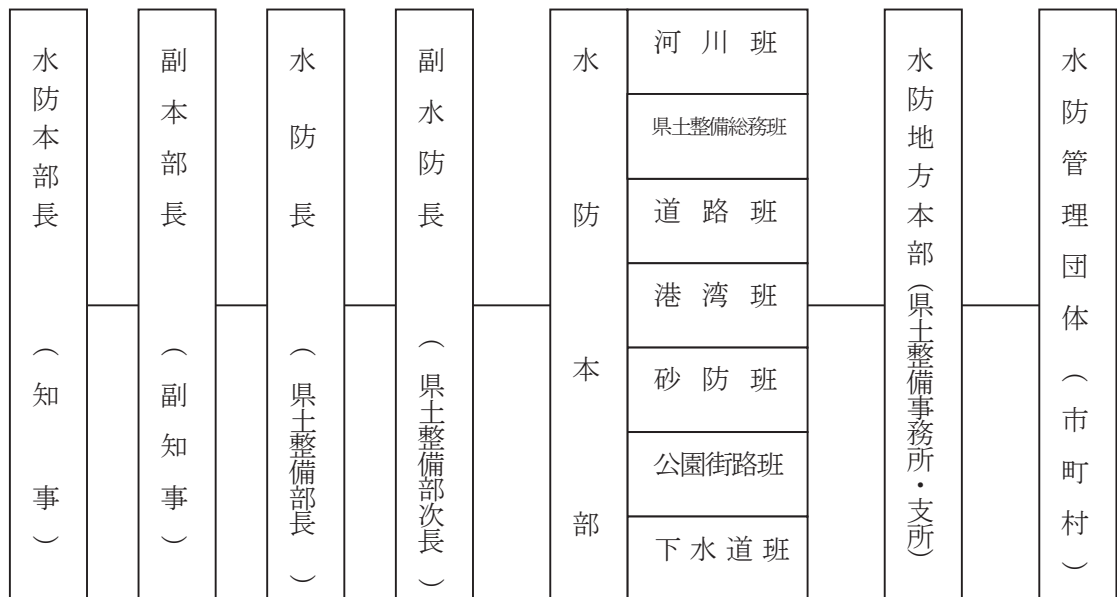 水防本部長（知事）
副本部長（副知事）
水防長（県土整備部長）
副水防長（県土整備部次長）
水防本部
河川班
県土整備総務班
道路班
港湾班
砂防班
公園街路班
下水道班
水防地方本部（県土整備事務所・支所）
水防管理団体（市町村）